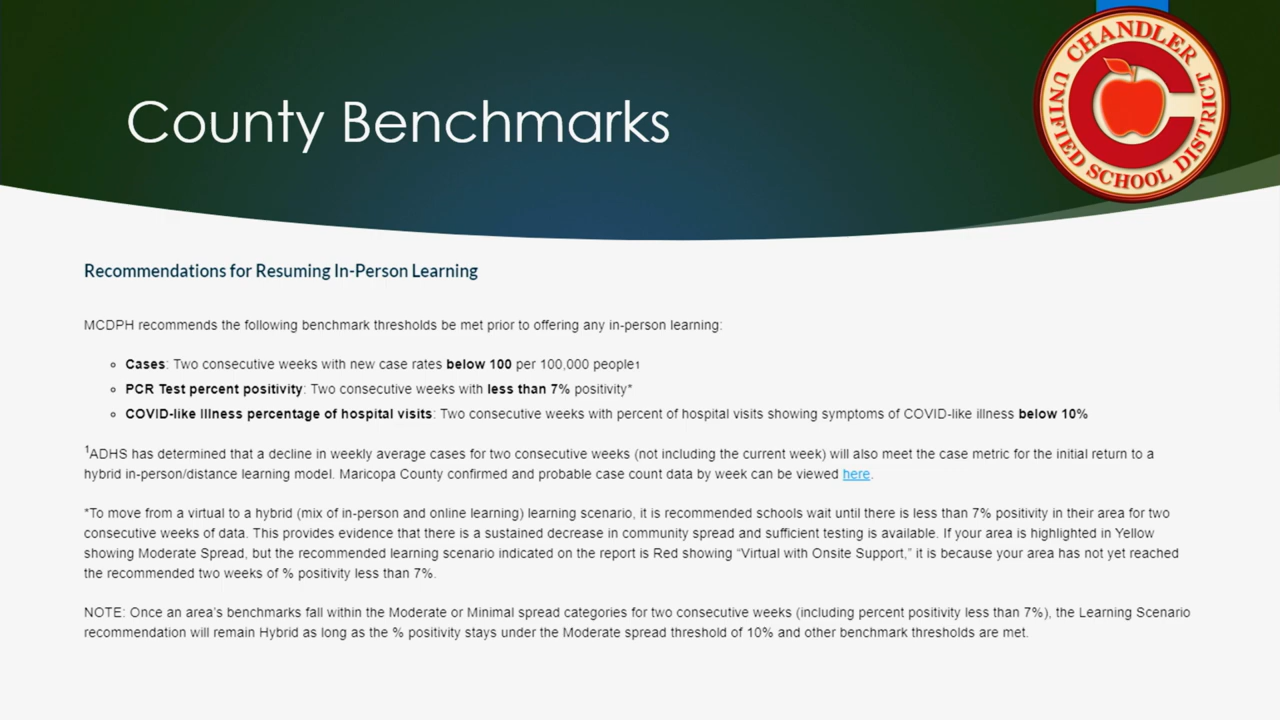 County Benchmarks
CHANDLER
UNIFIED SCHOOL DISTRICT
Recommendations for Resuming In-Person Learning
MCDPH recommends the following benchmark thresholds be met prior to offering any in-person learning:
◦ Cases: Two consecutive weeks with new case rates below 100 per 100,000 people¹
◦ PCR Test percent positivity: Two consecutive weeks with less than 7% positivity*
◦ COVID-like Illness percentage of hospital visits: Two consecutive weeks with percent of hospital visits showing symptoms of COVID-like illness below 10%
¹ADHS has determined that a decline in weekly average cases for two consecutive weeks (not including the current week) will also meet the case metric for the initial return to a
hybrid in-person/distance learning model. Maricopa County confirmed and probable case count data by week can be viewed here.
*To move from a virtual to a hybrid (mix of in-person and online learning) learning scenario, it is recommended schools wait until there is less than 7% positivity in their area for two
consecutive weeks of data. This provides evidence that there is a sustained decrease in community spread and sufficient testing is available. If your area is highlighted in Yellow
showing Moderate Spread, but the recommended learning scenario indicated on the report is Red showing “Virtual with Onsite Support,” it is because your area has not yet reached
the recommended two weeks of % positivity less than 7%.
NOTE: Once an area’s benchmarks fall within the Moderate or Minimal spread categories for two consecutive weeks (including percent positivity less than 7%), the Learning Scenario
recommendation will remain Hybrid as long as the % positivity stays under the Moderate spread threshold of 10% and other benchmark thresholds are met.